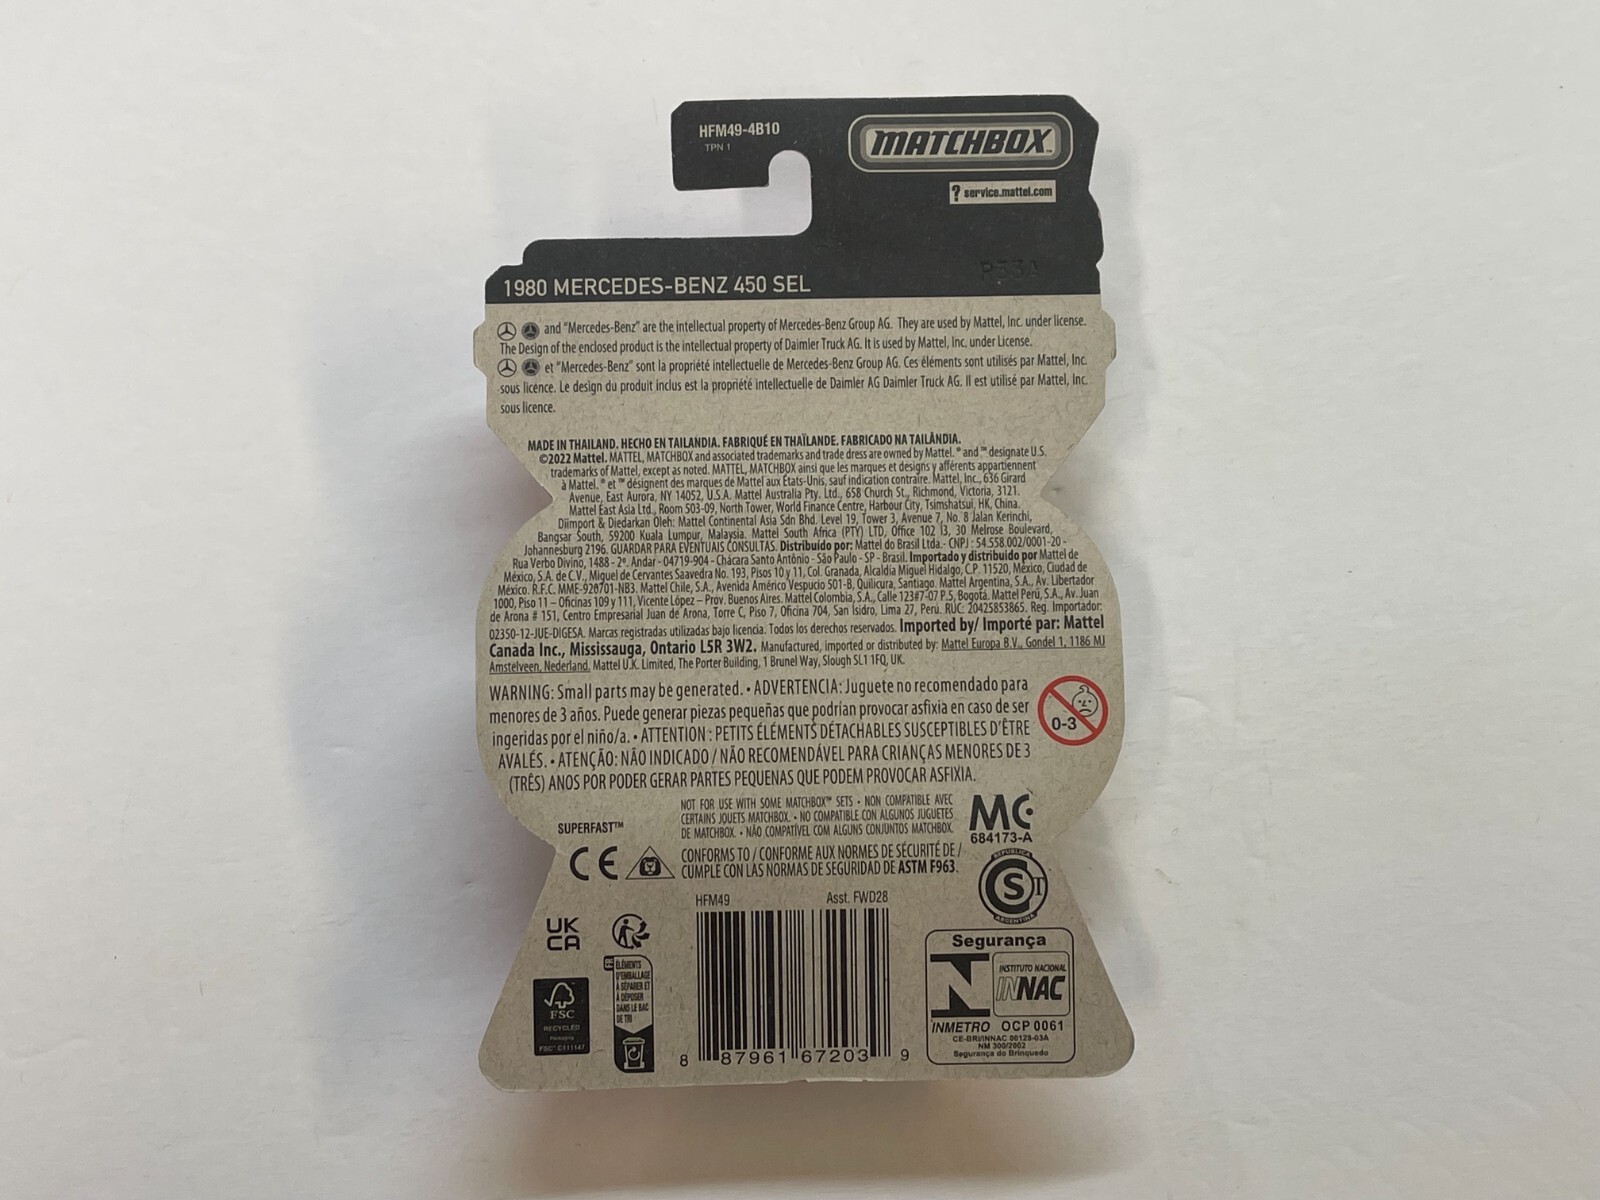 HFM49-4B10
TPN 1
MATCHBOX™
? service.mattel.com
P53A
1980 MERCEDES-BENZ 450 SEL
and "Mercedes-Benz" are the intellectual property of Mercedes-Benz Group AG. They are used by Mattel, Inc. under license.
The Design of the enclosed product is the intellectual property of Daimler Truck AG. It is used by Mattel, Inc. under License.
et "Mercedes-Benz" sont la propriété intellectuelle de Mercedes-Benz Group AG. Ces éléments sont utilisés par Mattel, Inc.
sous licence. Le design du produit inclus est la propriété intellectuelle de Daimler AG Daimler Truck AG. Il est utilisé par Mattel, Inc.
sous licence.
MADE IN THAILAND. HECHO EN TAILANDIA. FABRIQUÉ EN THAÏLANDE. FABRICADO NA TAILÂNDIA.
©2022 Mattel. MATTEL, MATCHBOX and associated trademarks and trade dress are owned by Mattel. ® and ™ designate U.S.
trademarks of Mattel, except as noted. MATTEL, MATCHBOX ainsi que les marques et designs y afférents appartiennent
à Mattel. ® et ™ désignent des marques de Mattel aux États-Unis, sauf indication contraire. Mattel, Inc., 636 Girard
Avenue, East Aurora, NY 14052, U.S.A. Mattel Australia Pty. Ltd., 658 Church St., Richmond, Victoria, 3121.
Mattel East Asia Ltd., Room 503-09, North Tower, World Finance Centre, Harbour City, Tsimshatsui, HK, China.
Diimport & Diedarkan Oleh: Mattel Continental Asia Sdn Bhd. Level 19, Tower 3, Avenue 7, No. 8 Jalan Kerinchi,
Bangsar South, 59200 Kuala Lumpur, Malaysia. Mattel South Africa (PTY) LTD, Office 102 I3, 30 Melrose Boulevard,
Johannesburg 2196. GUARDAR PARA EVENTUAIS CONSULTAS. Distribuído por: Mattel do Brasil Ltda.- CNPJ : 54.558.002/0001-20 -
Rua Verbo Divino, 1488 - 2º. Andar - 04719-904 - Chácara Santo Antônio - São Paulo - SP - Brasil. Importado y distribuido por Mattel de
México, S.A. de C.V., Miguel de Cervantes Saavedra No. 193, Pisos 10 y 11, Col. Granada, Alcaldía Miguel Hidalgo, C.P. 11520, México, Ciudad de
México. R.F.C. MME-920701-NB3. Mattel Chile, S.A., Avenida Américo Vespucio 501-B, Quilicura, Santiago. Mattel Argentina, S.A., Av. Libertador
1000, Piso 11 – Oficinas 109 y 111, Vicente López – Prov. Buenos Aires. Mattel Colombia, S.A., Calle 123#7-07 P.5, Bogotá. Mattel Perú, S.A., Av. Juan
de Arona # 151, Centro Empresarial Juan de Arona, Torre C, Piso 7, Oficina 704, San Isidro, Lima 27, Perú. RUC: 20425853865. Reg. Importador:
02350-12-JUE-DIGESA. Marcas registradas utilizadas bajo licencia. Todos los derechos reservados. Imported by/ Importé par: Mattel
Canada Inc., Mississauga, Ontario L5R 3W2. Manufactured, imported or distributed by: Mattel Europa B.V., Gondel 1, 1186 MJ
Amstelveen, Nederland. Mattel U.K. Limited, The Porter Building, 1 Brunel Way, Slough SL1 1FQ, UK.
WARNING: Small parts may be generated. • ADVERTENCIA: Juguete no recomendado para
menores de 3 años. Puede generar piezas pequeñas que podrían provocar asfixia en caso de ser
ingeridas por el niño/a. • ATTENTION : PETITS ÉLÉMENTS DÉTACHABLES SUSCEPTIBLES D'ÊTRE
AVALÉS. • ATENÇÃO: NÃO INDICADO / NÃO RECOMENDÁVEL PARA CRIANÇAS MENORES DE 3
(TRÊS) ANOS POR PODER GERAR PARTES PEQUENAS QUE PODEM PROVOCAR ASFIXIA.
0-3
SUPERFAST™
NOT FOR USE WITH SOME MATCHBOX™ SETS • NON COMPATIBLE AVEC
CERTAINS JOUETS MATCHBOX. • NO COMPATIBLE CON ALGUNOS JUGUETES
DE MATCHBOX. • NÃO COMPATÍVEL COM ALGUNS CONJUNTOS MATCHBOX.
MC
684173-A
CE
CONFORMS TO / CONFORME AUX NORMES DE SÉCURITÉ DE /
CUMPLE CON LAS NORMAS DE SEGURIDAD DE ASTM F963.
REPUBLICA
S
ARGENTINA
HFM49
Asst. FWD28
UK
CA
FR
ÉLÉMENTS
D'EMBALLAGE
À SÉPARER ET
À DÉPOSER
DANS LE BAC
DE TRI
FSC
RECYCLED
Packaging
FSC® C111147
8 87961 67203 9
Segurança
INSTITUTO NACIONAL
INNAC
INMETRO OCP 0061
CE-BRI/INNAC 00128-03A
NM 300/2002
Segurança do Brinquedo